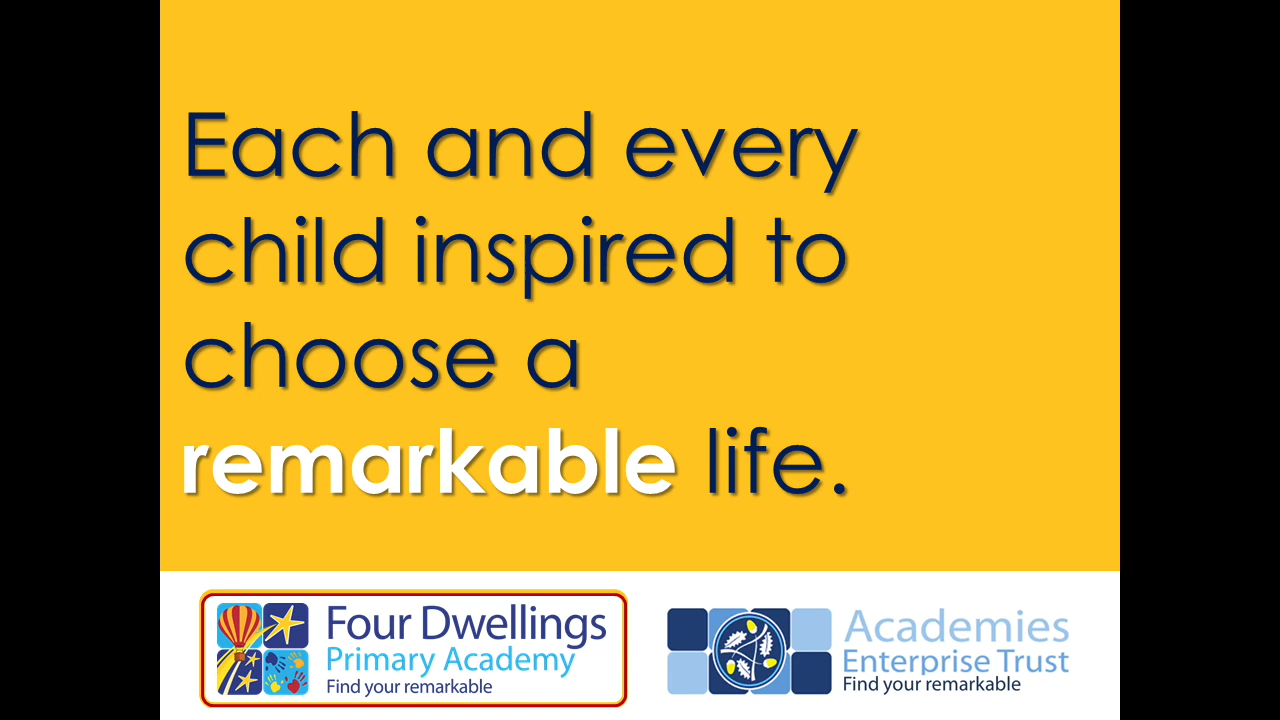 Each and every
child inspired to
choose a
remarkable life.
Four Dwellings
Primary Academy
Find your remarkable
Academies
Enterprise Trust
Find your remarkable